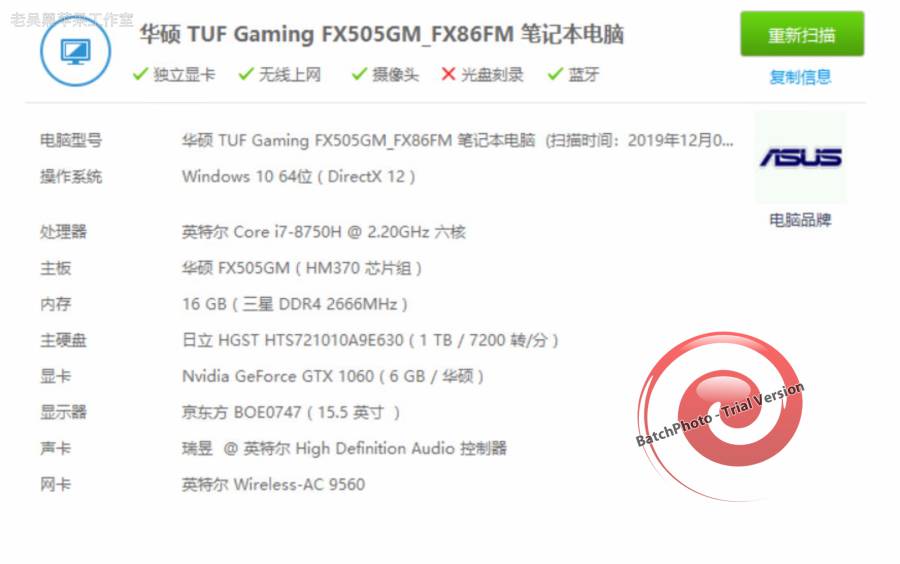 老吴黑苹果工作室
华硕 TUF Gaming FX505GM_FX86FM 笔记本电脑
重新扫描
独立显卡 无线上网 摄像头 光盘刻录 蓝牙
复制信息
电脑型号 华硕 TUF Gaming FX505GM_FX86FM 笔记本电脑 (扫描时间：2019年12月0...
操作系统 Windows 10 64位 ( DirectX 12 )
ASUS
电脑品牌
处理器 英特尔 Core i7-8750H @ 2.20GHz 六核
主板 华硕 FX505GM ( HM370 芯片组 )
内存 16 GB ( 三星 DDR4 2666MHz )
主硬盘 日立 HGST HTS721010A9E630 ( 1 TB / 7200 转/分 )
显卡 Nvidia GeForce GTX 1060 ( 6 GB / 华硕 )
显示器 京东方 BOE0747 ( 15.5 英寸 )
声卡 瑞昱 @ 英特尔 High Definition Audio 控制器
网卡 英特尔 Wireless-AC 9560
BatchPhoto - Trial Version